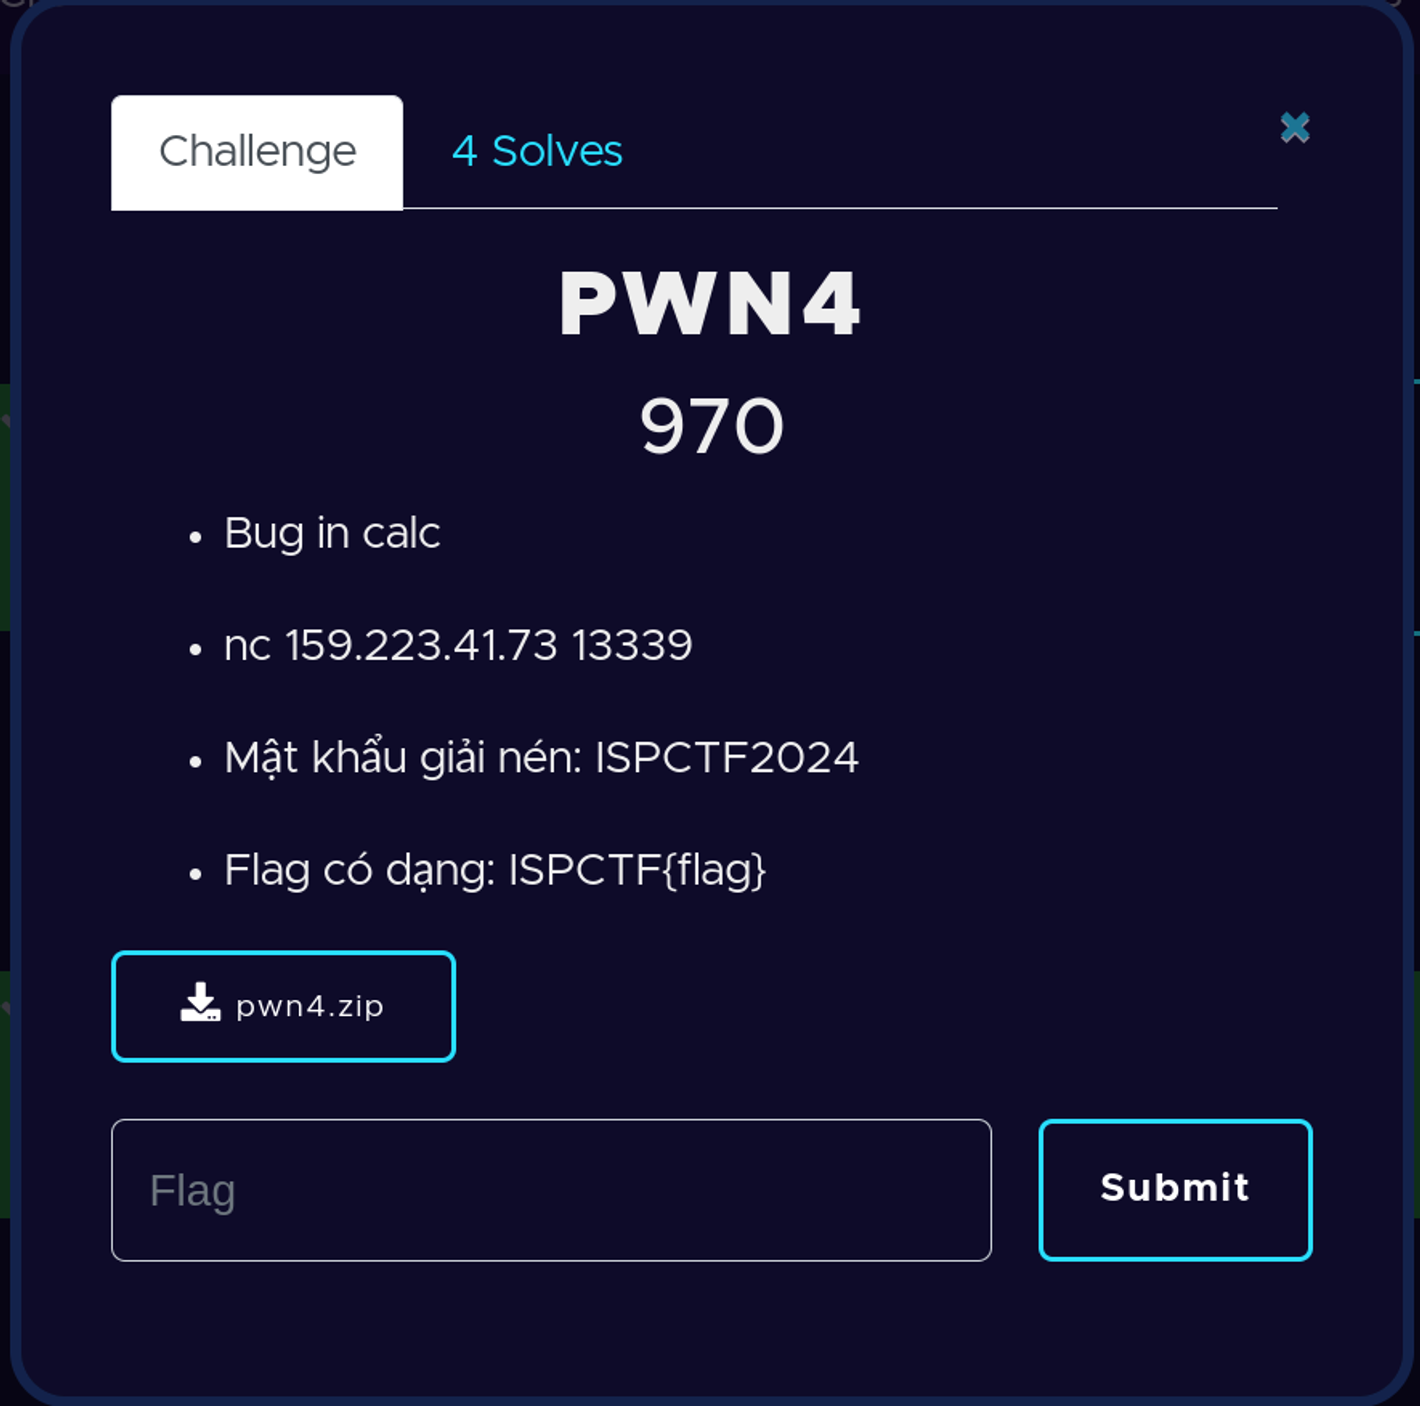 Challenge
4 Solves
PWN4
970
Bug in calc
nc 159.223.41.73 13339
Mật khẩu giải nén: ISPCTF2024
Flag có dạng: ISPCTF{flag}
pwn4.zip
Flag
Submit